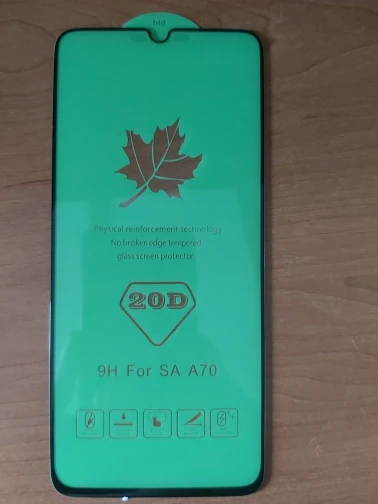 Physical reinforcement technology
No broken edge tempered
glass screen protector
20D
9H For SA A70